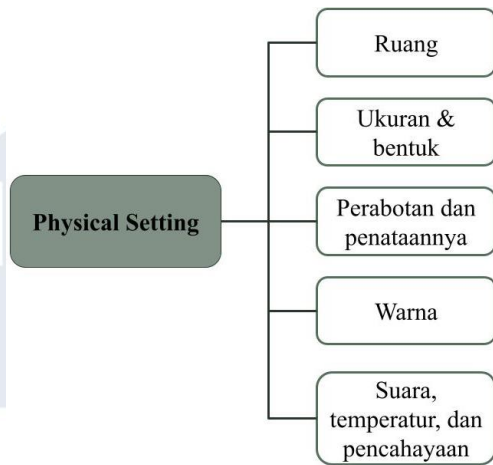 Physical Setting
Ruang
Ukuran &
bentuk
Perabotan dan
penataannya
Warna
Suara,
temperatur, dan
pencahayaan